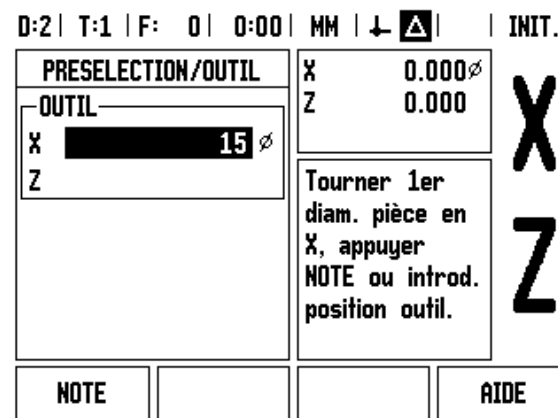 D:2 | T:1 | F: 0 | 0:00 | MM | Δ | | INIT.
PRESELECTION/OUTIL
OUTIL
X 15 ø
Z
X 0.000 ø
Z 0.000
Tourner 1er
diam. pièce en
X, appuyer
NOTE ou introd.
position outil.
X
Z
NOTE
AIDE